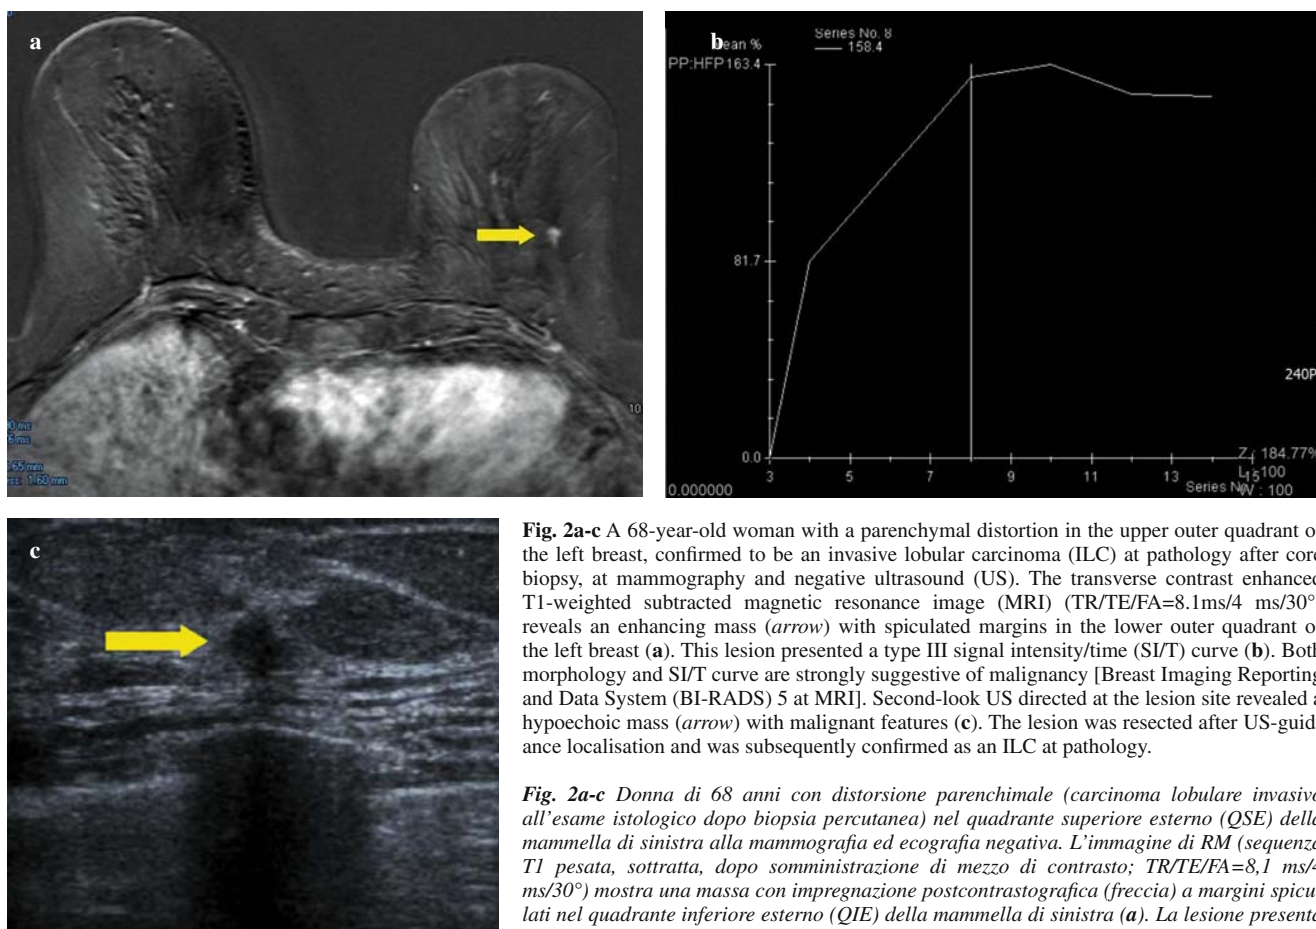 a
10
1.60 mm
b
Series No. 8
158.4
ean %
PP:HFP163.4
81.7
0.0
3 5 7 9 11 13 15
240P
184.77%
L : 100
Series No
W : 100
0.000000
c
Fig. 2a-c A 68-year-old woman with a parenchymal distortion in the upper outer quadrant o
the left breast, confirmed to be an invasive lobular carcinoma (ILC) at pathology after core
biopsy, at mammography and negative ultrasound (US). The transverse contrast enhanced
T1-weighted subtracted magnetic resonance image (MRI) (TR/TE/FA=8.1ms/4 ms/30°
reveals an enhancing mass (arrow) with spiculated margins in the lower outer quadrant o
the left breast (a). This lesion presented a type III signal intensity/time (SI/T) curve (b). Both
morphology and SI/T curve are strongly suggestive of malignancy [Breast Imaging Reporting
and Data System (BI-RADS) 5 at MRI]. Second-look US directed at the lesion site revealed a
hypoechoic mass (arrow) with malignant features (c). The lesion was resected after US-guid-
ance localisation and was subsequently confirmed as an ILC at pathology.
Fig. 2a-c Donna di 68 anni con distorsione parenchimale (carcinoma lobulare invasivo
all'esame istologico dopo biopsia percutanea) nel quadrante superiore esterno (QSE) della
mammella di sinistra alla mammografia ed ecografia negativa. L'immagine di RM (sequenza
T1 pesata, sottratta, dopo somministrazione di mezzo di contrasto; TR/TE/FA=8,1 ms/4
ms/30°) mostra una massa con impregnazione postcontrastografica (freccia) a margini spicu-
lati nel quadrante inferiore esterno (QIE) della mammella di sinistra (a). La lesione presenta